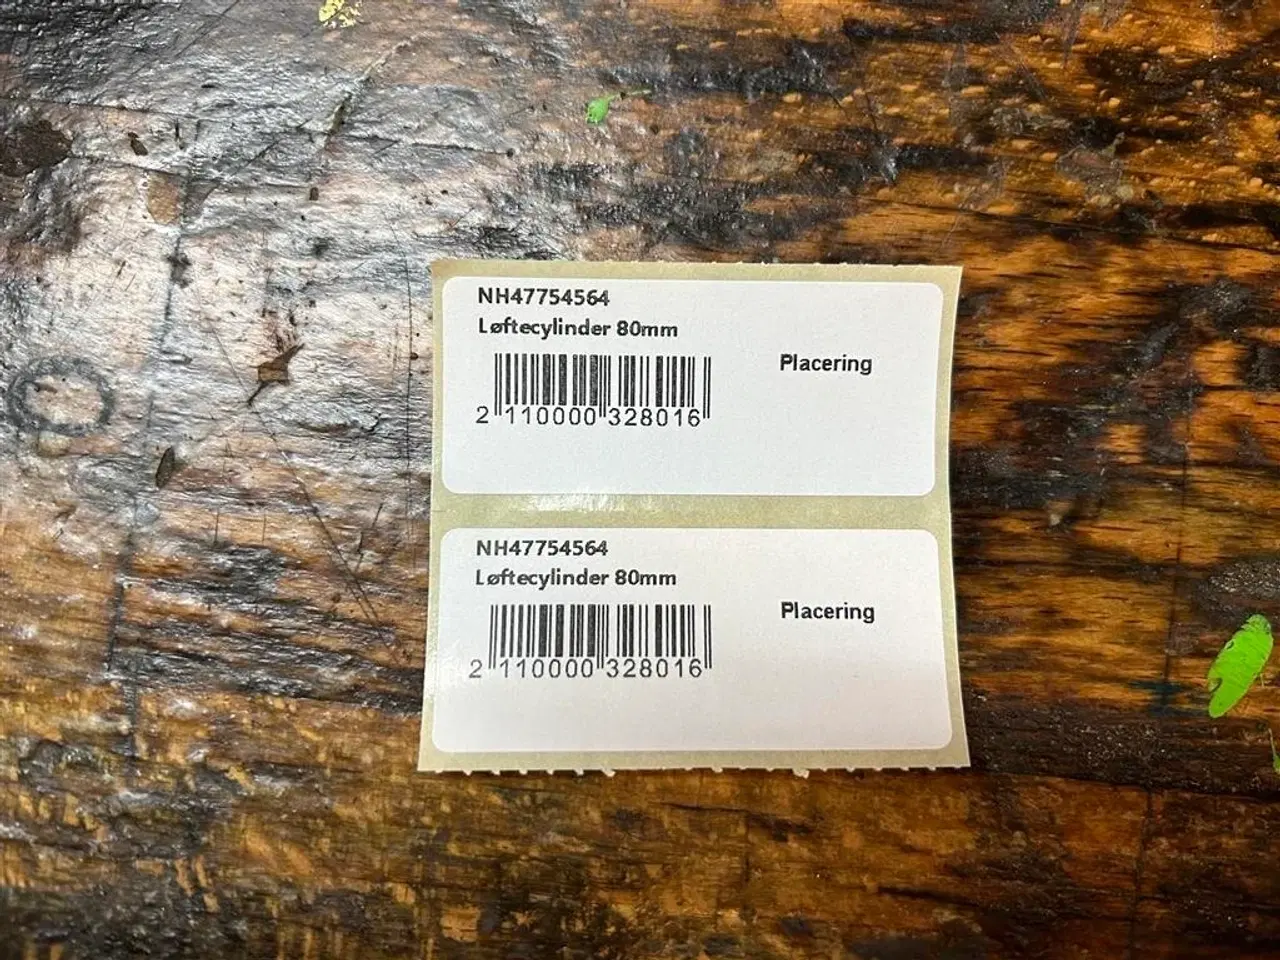 NH47754564
Løftecylinder 80mm
Placering
2 110000 328016
NH47754564
Løftecylinder 80mm
Placering
2 110000 328016